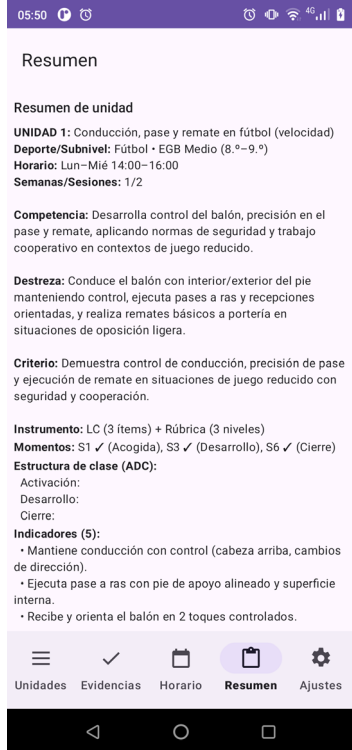 05:50
4G
Resumen
Resumen de unidad
UNIDAD 1: Conducción, pase y remate en fútbol (velocidad)
Deporte/Subnivel: Fútbol • EGB Medio (8.º–9.º)
Horario: Lun–Mié 14:00–16:00
Semanas/Sesiones: 1/2
Competencia: Desarrolla control del balón, precisión en el
pase y remate, aplicando normas de seguridad y trabajo
cooperativo en contextos de juego reducido.
Destreza: Conduce el balón con interior/exterior del pie
manteniendo control, ejecuta pases a ras y recepciones
orientadas, y realiza remates básicos a portería en
situaciones de oposición ligera.
Criterio: Demuestra control de conducción, precisión de pase
y ejecución de remate en situaciones de juego reducido con
seguridad y cooperación.
Instrumento: LC (3 ítems) + Rúbrica (3 niveles)
Momentos: S1 ✓ (Acogida), S3 ✓ (Desarrollo), S6 ✓ (Cierre)
Estructura de clase (ADC):
Activación:
Desarrollo:
Cierre:
Indicadores (5):
• Mantiene conducción con control (cabeza arriba, cambios
de dirección).
• Ejecuta pase a ras con pie de apoyo alineado y superficie
interna.
• Recibe y orienta el balón en 2 toques controlados.
Unidades Evidencias Horario Resumen Ajustes